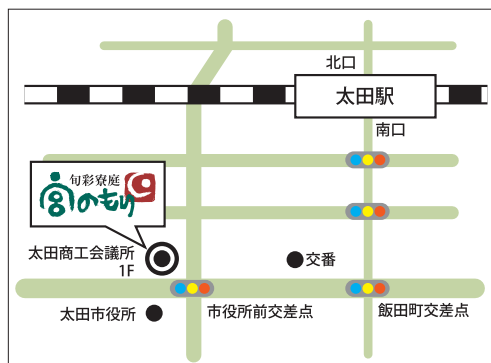 北口
太田駅
南口
旬彩寮庭
宮のもり
太田商工会議所
1F
交番
太田市役所
市役所前交差点
飯田町交差点